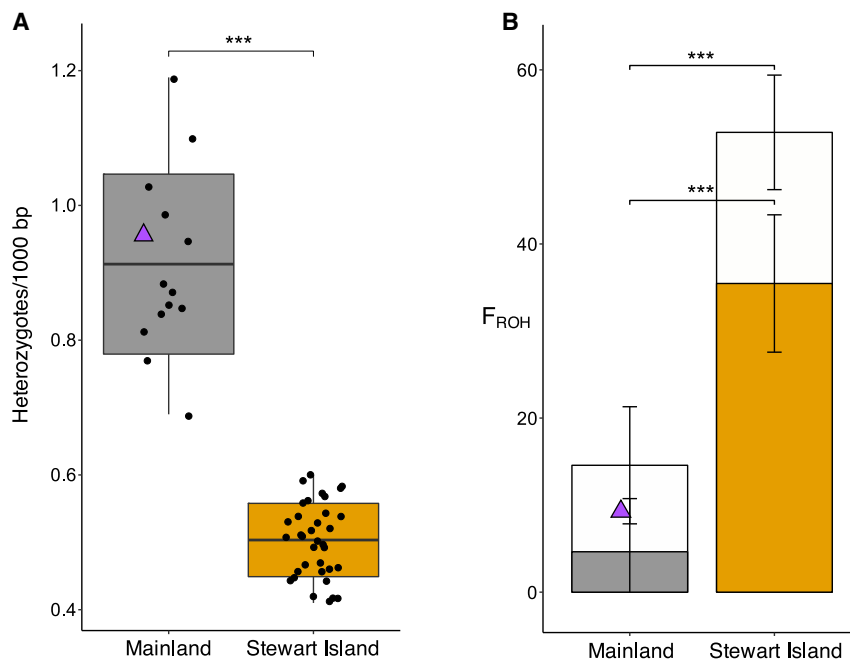 A
***
1.2
1.0
0.8
0.6
0.4
Heterozygotes/1000 bp
Mainland Stewart Island
B
***
***
60
40
20
0
FROH
Mainland Stewart Island